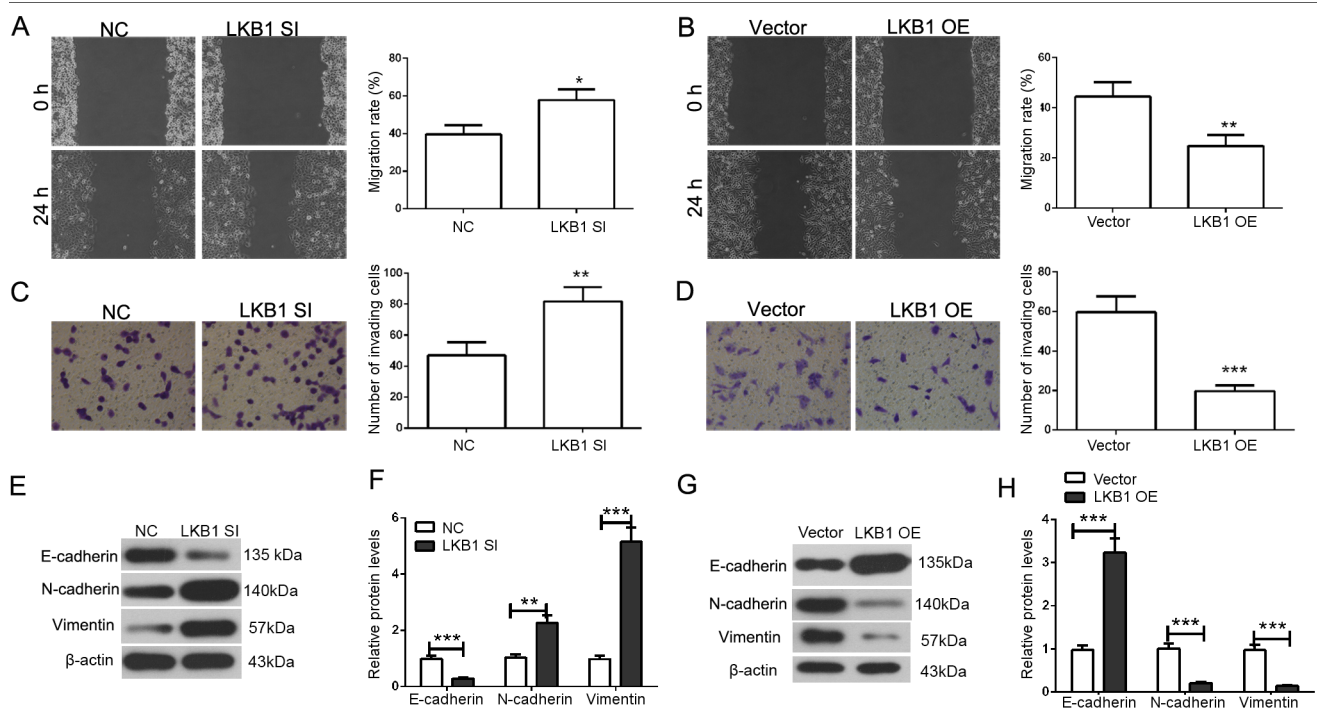 A
NC
LKB1 SI
0 h
24 h
Migration rate (%)
80
60
40
20
0
*
NC
LKB1 SI
B
Vector
LKB1 OE
0 h
24 h
Migration rate (%)
60
40
20
0
**
Vector
LKB1 OE
C
NC
LKB1 SI
Number of invading cells
100
80
60
40
20
0
**
NC
LKB1 SI
D
Vector
LKB1 OE
Number of invading cells
80
60
40
20
0
***
Vector
LKB1 OE
E
NC LKB1 SI
E-cadherin 135 kDa
N-cadherin 140kDa
Vimentin 57kDa
β-actin 43kDa
F
NC
LKB1 SI
Relative protein levels
6
4
2
0
***
**
***
E-cadherin N-cadherin Vimentin
G
Vector LKB1 OE
E-cadherin 135kDa
N-cadherin 140kDa
Vimentin 57kDa
β-actin 43kDa
H
Vector
LKB1 OE
Relative protein levels
4
3
2
1
0
***
***
***
E-cadherin N-cadherin Vimentin